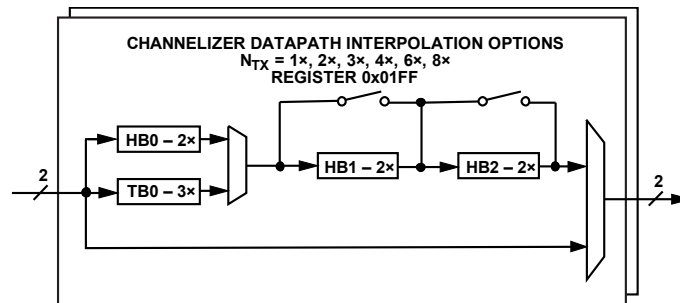 CHANNELIZER DATAPATH INTERPOLATION OPTIONS
NTX = 1×, 2×, 3×, 4×, 6×, 8×
REGISTER 0x01FF
HB0 – 2×
TB0 – 3×
HB1 – 2×
HB2 – 2×
2
2